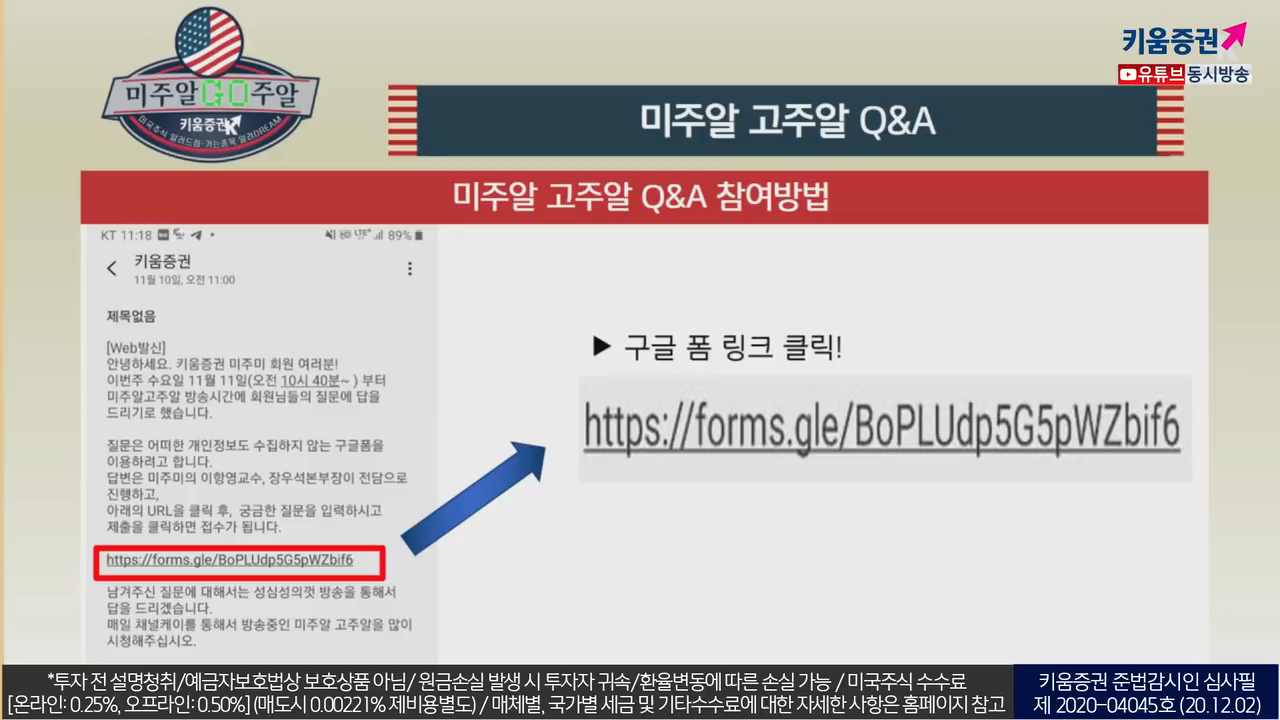 미주알GO주알
키움증권
미국주식 알려드림·가는종목 알려DREAM
키움증권
유튜브동시방송
미주알 고주알 Q&A
미주알 고주알 Q&A 참여방법
KT 11:18
LTE+ 89%
키움증권
11월 10일, 오전 11:00
제목없음
[Web발신]
안녕하세요. 키움증권 미주미 회원 여러분!
이번주 수요일 11월 11일(오전 10시 40분~ ) 부터
미주알고주알 방송시간에 회원님들의 질문에 답을
드리기로 했습니다.
질문은 어떠한 개인정보도 수집하지 않는 구글폼을
이용하려고 합니다.
답변은 미주미의 이항영교수, 장우석본부장이 전담으로
진행하고,
아래의 URL을 클릭 후, 궁금한 질문을 입력하시고
제출을 클릭하면 접수가 됩니다.
https://forms.gle/BoPLUdp5G5pWZbif6
남겨주신 질문에 대해서는 성심성의껏 방송을 통해서
답을 드리겠습니다.
매일 채널케이를 통해서 방송중인 미주알 고주알을 많이
시청해주십시오.
▶ 구글 폼 링크 클릭!
https://forms.gle/BoPLUdp5G5pWZbif6
*투자 전 설명청취/예금자보호법상 보호상품 아님/ 원금손실 발생 시 투자자 귀속/환율변동에 따른 손실 가능 / 미국주식 수수료
[온라인: 0.25%, 오프라인: 0.50%] (매도시 0.00221% 제비용별도) / 매체별, 국가별 세금 및 기타수수료에 대한 자세한 사항은 홈페이지 참고
키움증권 준법감시인 심사필
제 2020-04045호 (20.12.02)